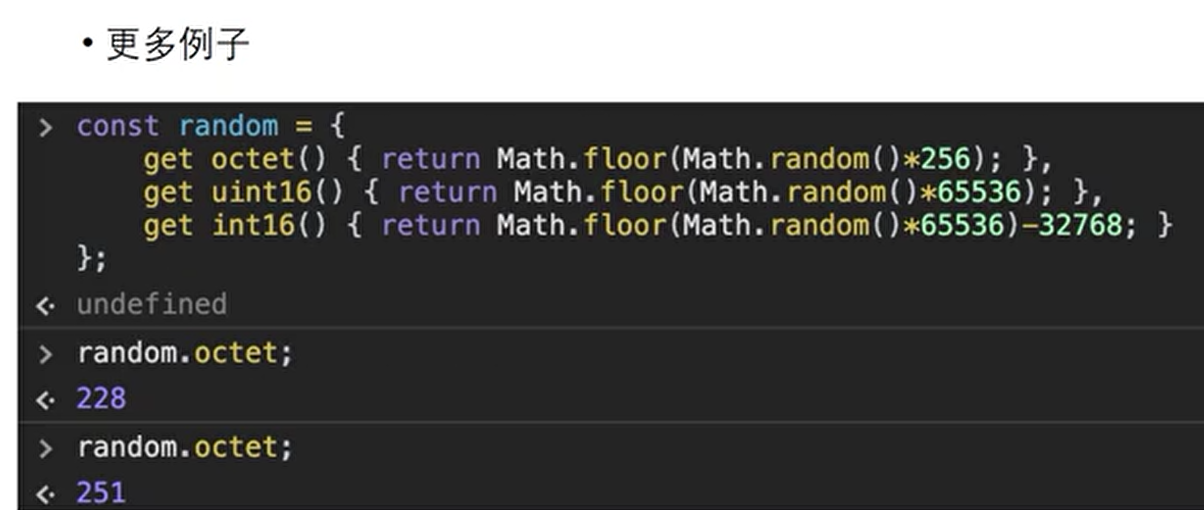 • 更多例子
> const random = {
    get octet() { return Math.floor(Math.random()*256); },
    get uint16() { return Math.floor(Math.random()*65536); },
    get int16() { return Math.floor(Math.random()*65536)-32768; }
};
<· undefined
> random.octet;
<· 228
> random.octet;
<· 251